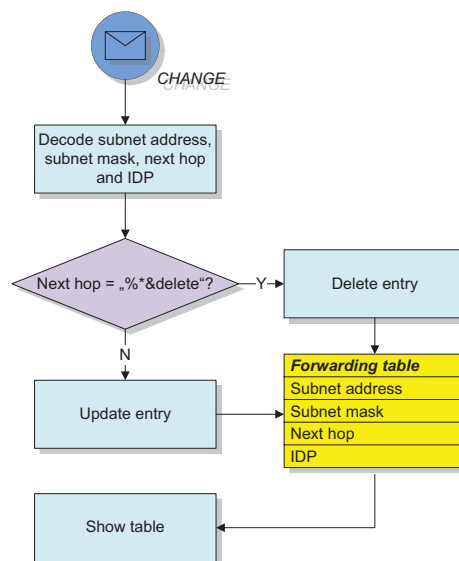 CHANGE
Decode subnet address,
subnet mask, next hop
and IDP
Next hop = „%*&delete“?
Y
Delete entry
N
Update entry
Forwarding table
Subnet address
Subnet mask
Next hop
IDP
Show table